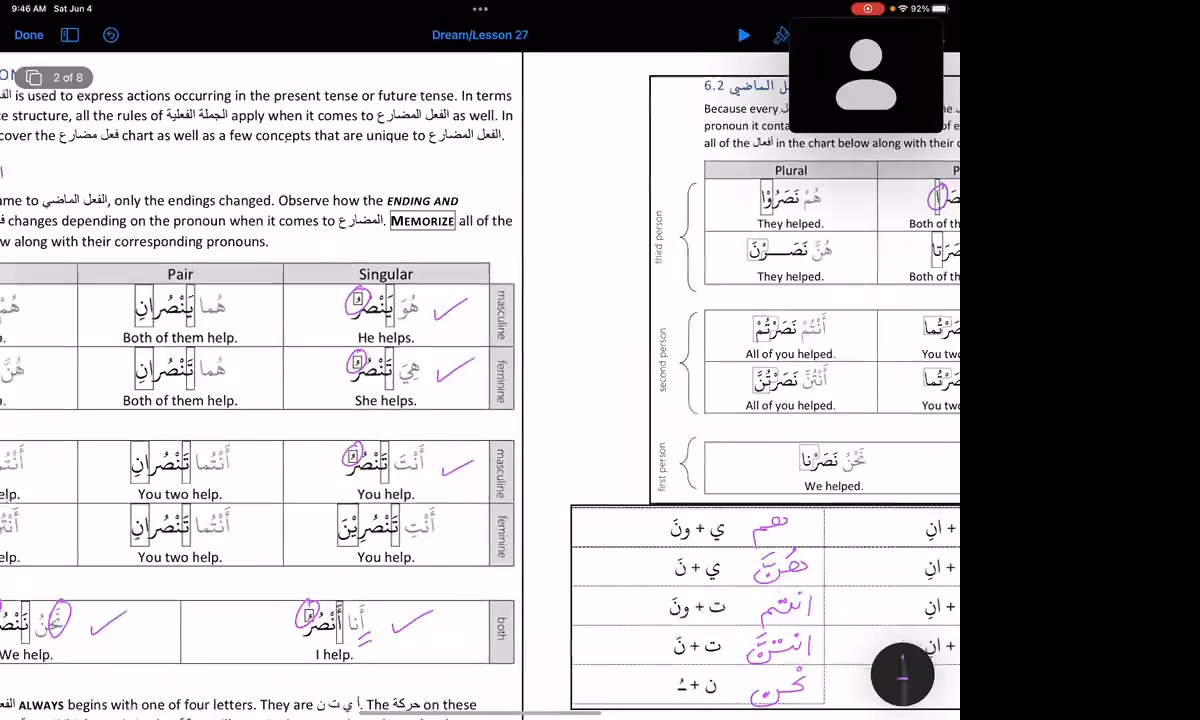 9:46 AM Sat Jun 4
92%
Done
Dream/Lesson 27
2 of 8
is used to express actions occurring in the present tense or future tense. In terms
structure, all the rules of الجملة الفعلية apply when it comes to الفعل المضارع as well. In
cover the فعل مضارع chart as well as a few concepts that are unique to الفعل المضارع.
to الفعل الماضي, only the endings changed. Observe how the ENDING AND
changes depending on the pronoun when it comes to المضارع. MEMORIZE all of the
along with their corresponding pronouns.
Pair Singular
هُما يَنْصُرانِ هُوَ يَنْصُرُ masculine
Both of them help. He helps.
هُنَّ هُما تَنْصُرانِ هِيَ تَنْصُرُ feminine
Both of them help. She helps.
أَنْتُما تَنْصُرانِ أَنْتَ تَنْصُرُ masculine
You two help. You help.
أَنْتُما تَنْصُرانِ أَنْتِ تَنْصُرِيْنَ feminine
You two help. You help.
نَحْنُ أَنا أَنْصُرُ both
We help. I help.
ALWAYS begins with one of four letters. They are أ ي ت ن. The حركة on these
6.2 الماضي
Because every
pronoun it
all of the أفعال in the chart below along with their
Plural
third person
هُمْ نَصَرُوْا
They helped. Both of
هُنَّ نَصَـــرْنَ
They helped. Both of
second person
أَنْتُمْ نَصَرْتُمْ
All of you helped. You
أَنْتُنَّ نَصَرْتُنَّ
All of you helped. You
first person
نَحْنُ نَصَرْنا
We helped.
ي + ونَ هم + انِ
ي + نَ هُنَّ + انِ
ت + ونَ انتم + انِ
ت + نَ انتنَّ + انِ
ن + ـُ نحن